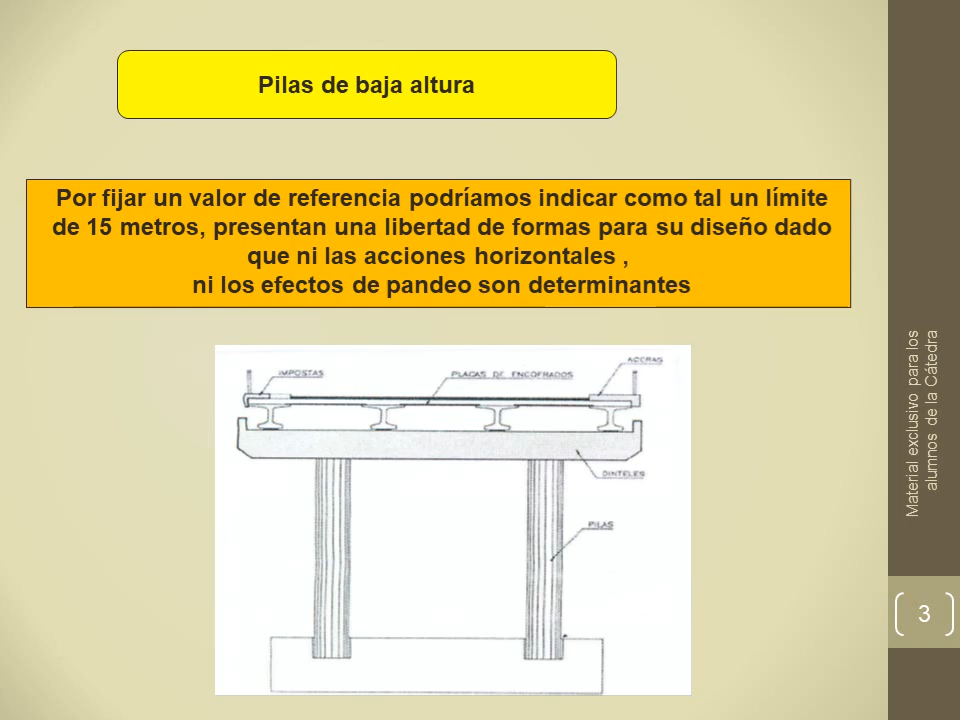 Pilas de baja altura
Por fijar un valor de referencia podríamos indicar como tal un límite
de 15 metros, presentan una libertad de formas para su diseño dado
que ni las acciones horizontales ,
ni los efectos de pandeo son determinantes
IMPOSTAS
PLACAS DE ENCOFRADOS
ACERAS
DINTELES
PILAS
Material exclusivo para los
alumnos de la Cátedra
3